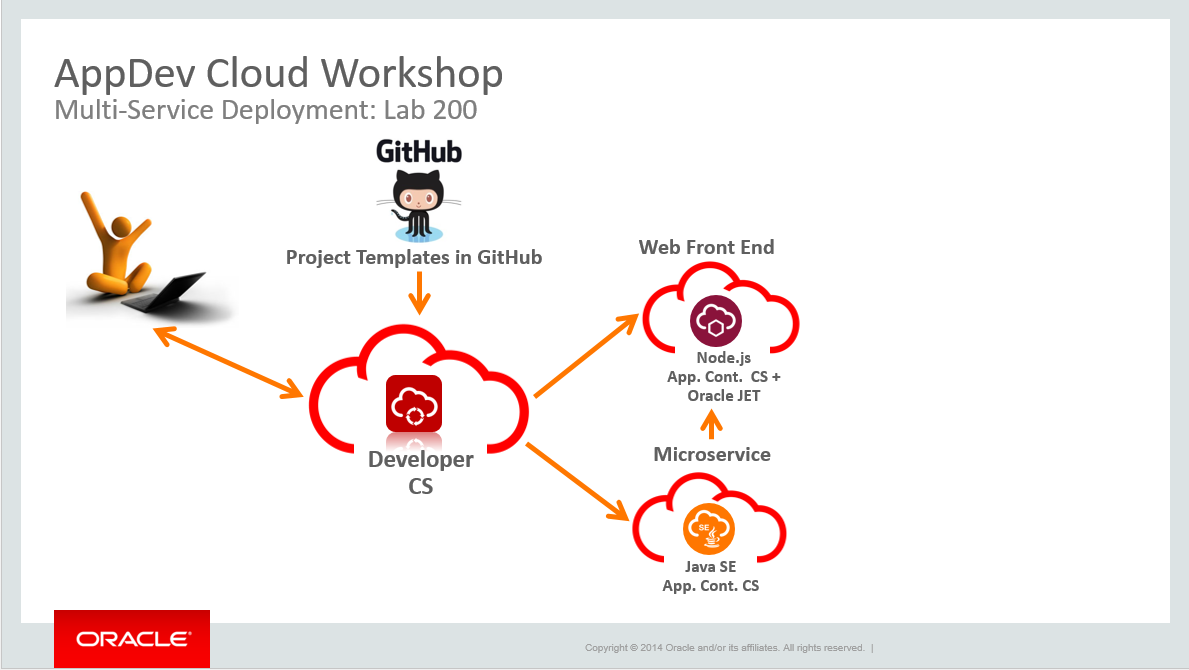 AppDev Cloud Workshop
Multi-Service Deployment: Lab 200
GitHub
Project Templates in GitHub
Web Front End
Node.js
App. Cont. CS +
Oracle JET
Developer
CS
Microservice
SE
Java SE
App. Cont. CS
ORACLE®
Copyright © 2014 Oracle and/or its affiliates. All rights reserved. |